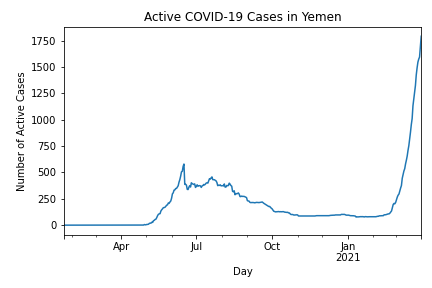 Active COVID-19 Cases in Yemen
1750
1500
1250
1000
750
500
250
0
Number of Active Cases
Apr
Jul
Oct
Jan
2021
Day